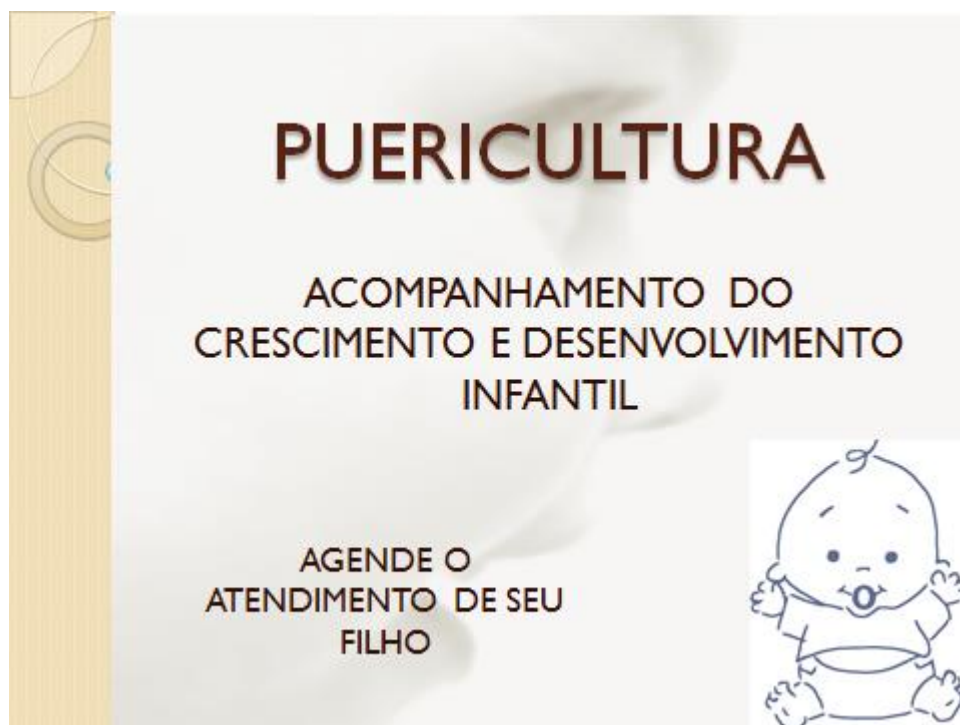 PUERICULTURA
ACOMPANHAMENTO DO
CRESCIMENTO E DESENVOLVIMENTO
INFANTIL
AGENDE O
ATENDIMENTO DE SEU
FILHO